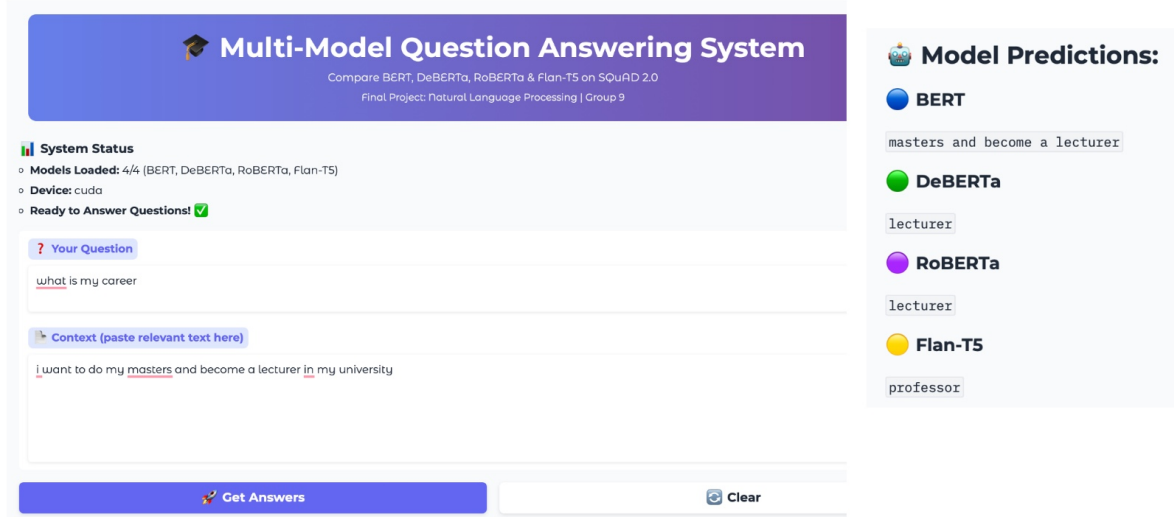 🎓 Multi-Model Question Answering System
Compare BERT, DeBERTa, RoBERTa & Flan-T5 on SQuAD 2.0
Final Project: Natural Language Processing | Group 9
📊 System Status
Models Loaded: 4/4 (BERT, DeBERTa, RoBERTa, Flan-T5)
Device: cuda
Ready to Answer Questions! ✅
❓ Your Question
what is my career
📄 Context (paste relevant text here)
i want to do my masters and become a lecturer in my university
🚀 Get Answers
🔄 Clear
🤖 Model Predictions:
🔵 BERT
masters and become a lecturer
🟢 DeBERTa
lecturer
🟣 RoBERTa
lecturer
🟡 Flan-T5
professor